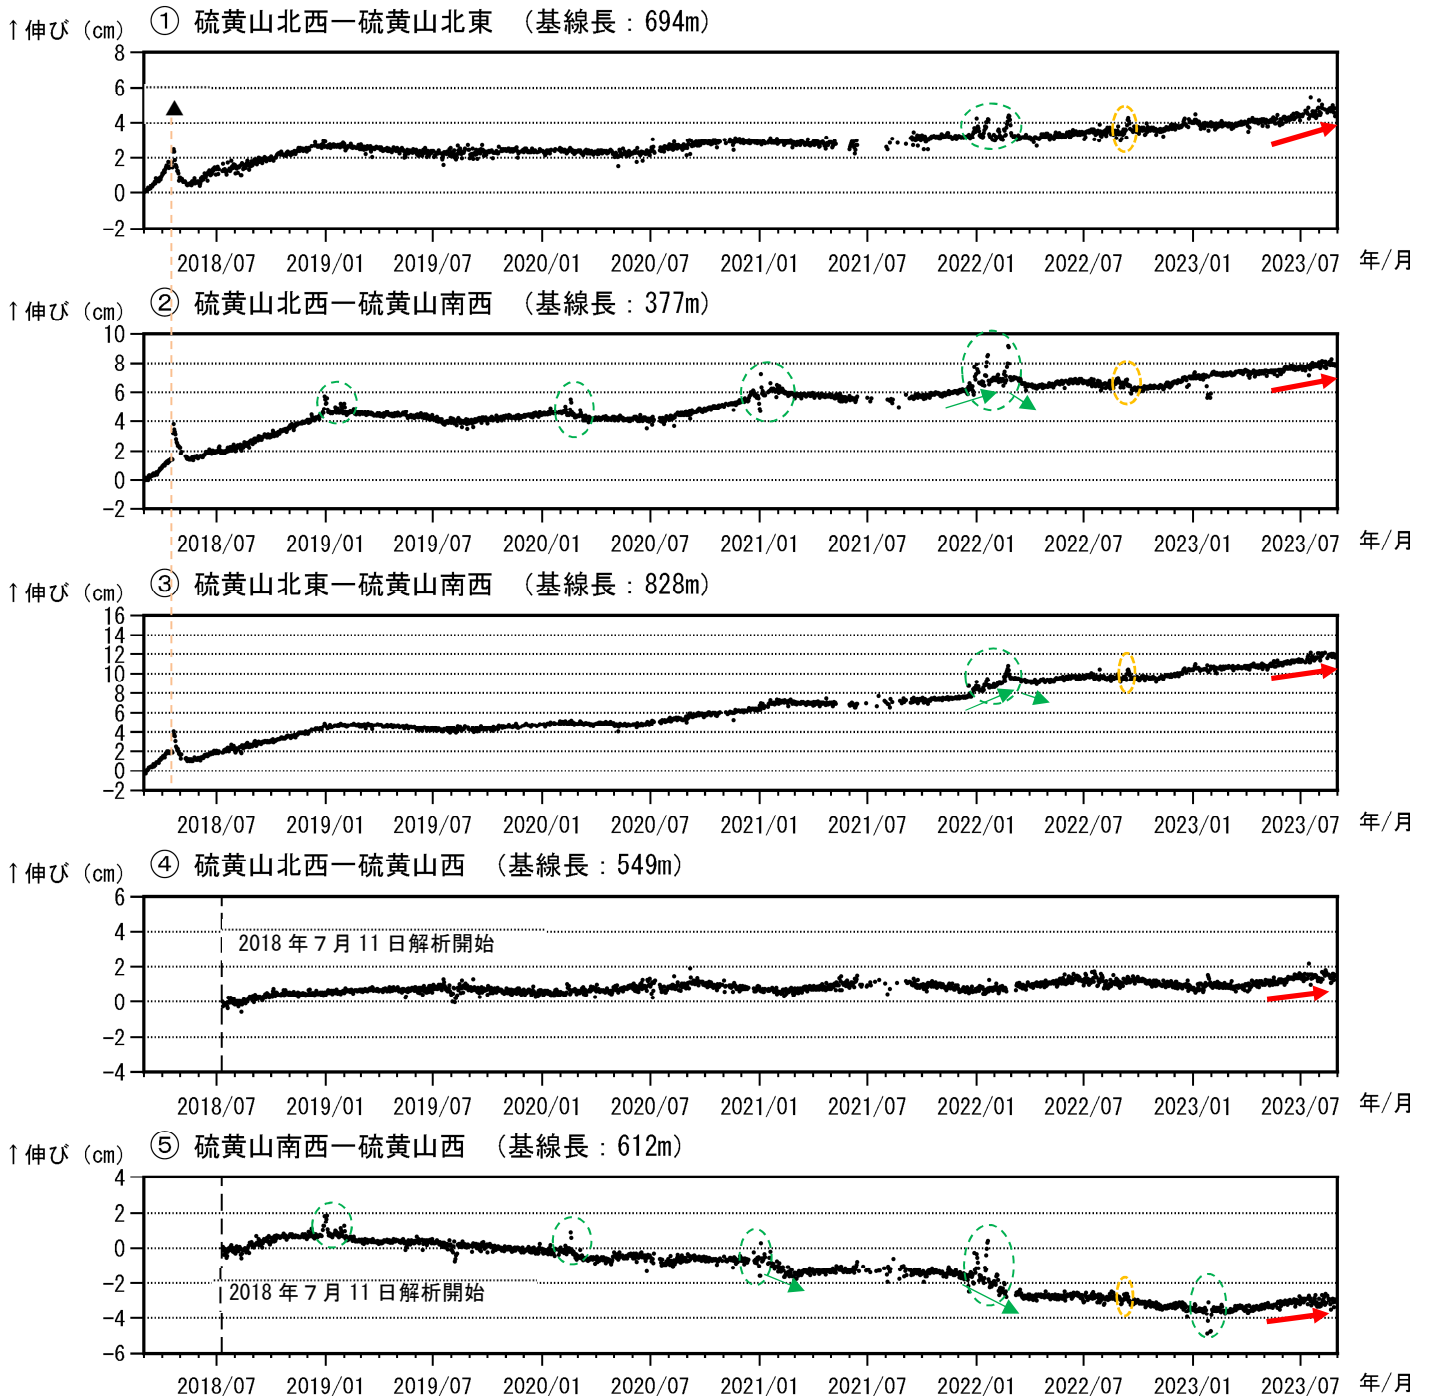 ① 硫黄山北西―硫黄山北東 （基線長：694m）
↑伸び（cm）
8
6
4
2
0
-2
2018/07 2019/01 2019/07 2020/01 2020/07 2021/01 2021/07 2022/01 2022/07 2023/01 2023/07 年/月
② 硫黄山北西―硫黄山南西 （基線長：377m）
↑伸び（cm）
10
8
6
4
2
0
-2
2018/07 2019/01 2019/07 2020/01 2020/07 2021/01 2021/07 2022/01 2022/07 2023/01 2023/07 年/月
③ 硫黄山北東―硫黄山南西 （基線長：828m）
↑伸び（cm）
16
14
12
10
8
6
4
2
0
-2
2018/07 2019/01 2019/07 2020/01 2020/07 2021/01 2021/07 2022/01 2022/07 2023/01 2023/07 年/月
④ 硫黄山北西―硫黄山西 （基線長：549m）
↑伸び（cm）
6
4
2018 年 7 月 11 日解析開始
2
0
-2
-4
2018/07 2019/01 2019/07 2020/01 2020/07 2021/01 2021/07 2022/01 2022/07 2023/01 2023/07 年/月
⑤ 硫黄山南西―硫黄山西 （基線長：612m）
↑伸び（cm）
4
2
0
-2
2018 年 7 月 11 日解析開始
-4
-6
2018/07 2019/01 2019/07 2020/01 2020/07 2021/01 2021/07 2022/01 2022/07 2023/01 2023/07 年/月